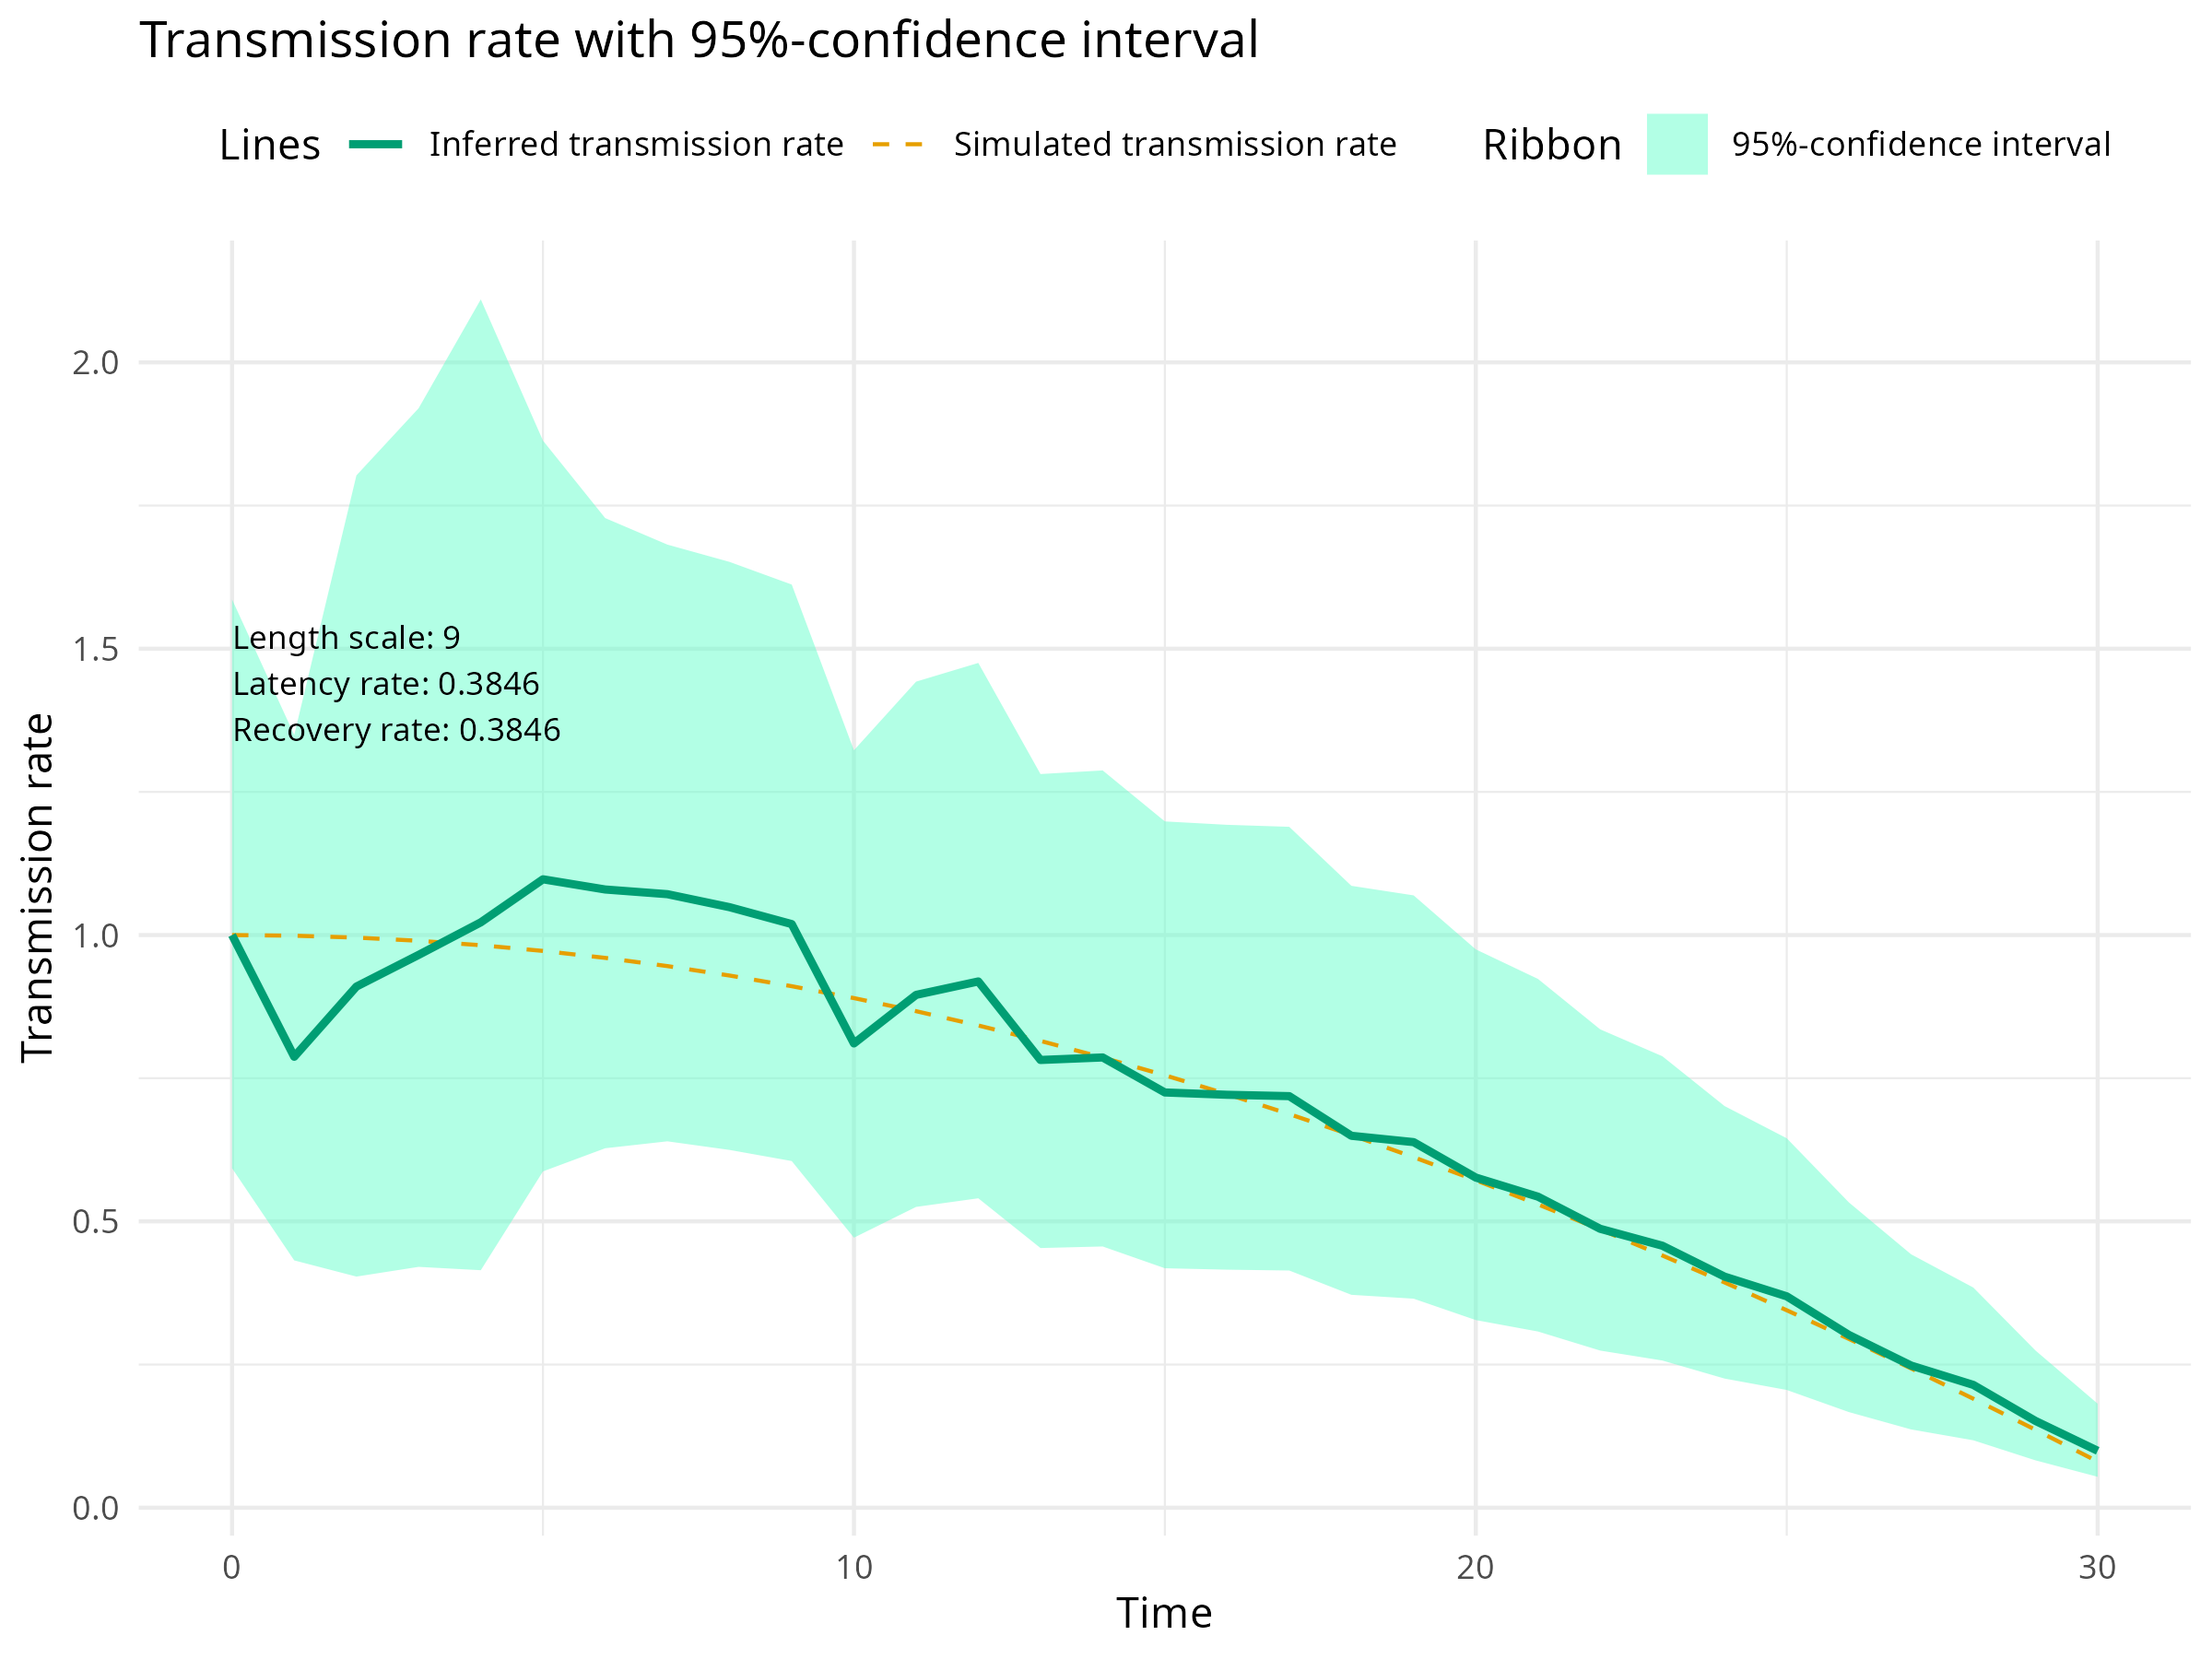 Transmission rate with 95%-confidence interval
Lines Inferred transmission rate Simulated transmission rate Ribbon 95%-confidence interval
2.0
1.5
1.0
0.5
0.0
Length scale: 9
Latency rate: 0.3846
Recovery rate: 0.3846
Transmission rate
0 10 20 30
Time